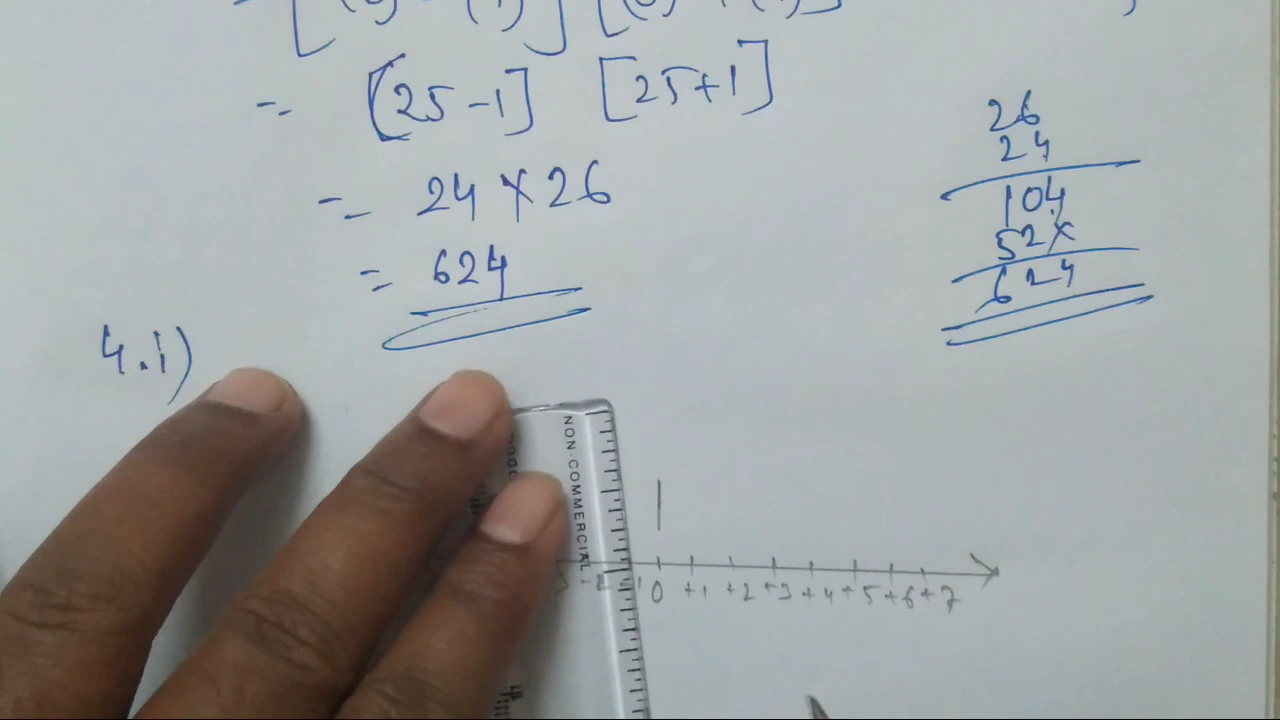 = (25-1] [25+1]
= 24 × 26
= 624
26
24
104
52×
624
4.i)
NON-COMMERCIAL
0 +1 +2 +3 +4 +5 +6 +7